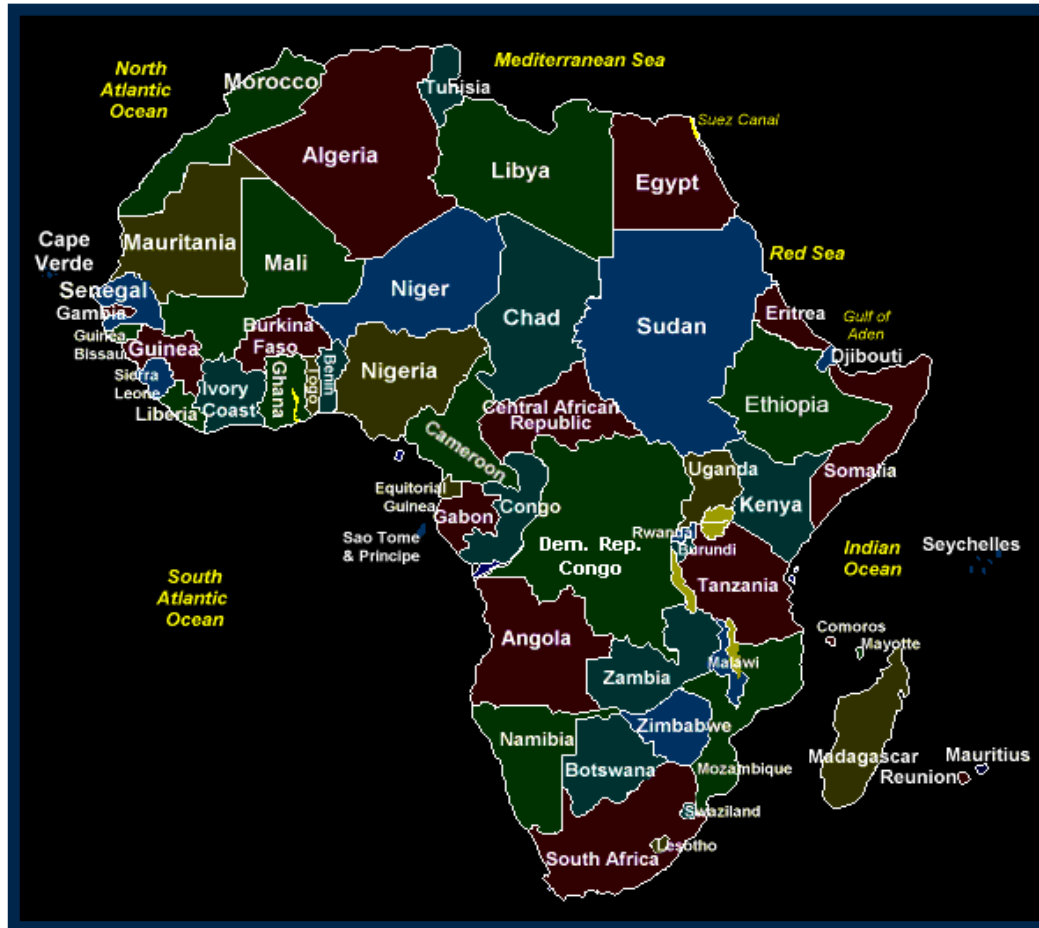 North
Atlantic
Ocean
Mediterranean Sea
Morocco
Tunisia
Suez Canal
Algeria
Libya
Egypt
Cape
Verde
Mauritania
Mali
Red Sea
Senegal
Niger
Chad
Sudan
Gambia
Eritrea
Gulf of
Aden
Guinea
Bissau
Guinea
Burkina
Faso
Djibouti
Sierra
Leone
Ivory
Coast
Ghana
Togo
Benin
Nigeria
Ethiopia
Liberia
Central African
Republic
Cameroon
Uganda
Somalia
Equitorial
Guinea
Congo
Kenya
Gabon
Rwanda
Sao Tome
& Principe
Dem. Rep.
Congo
Burundi
Indian
Ocean
Seychelles
South
Atlantic
Ocean
Tanzania
Angola
Comoros
Mayotte
Malawi
Zambia
Zimbabwe
Namibia
Botswana
Mozambique
Madagascar
Mauritius
Reunion
Swaziland
Lesotho
South Africa